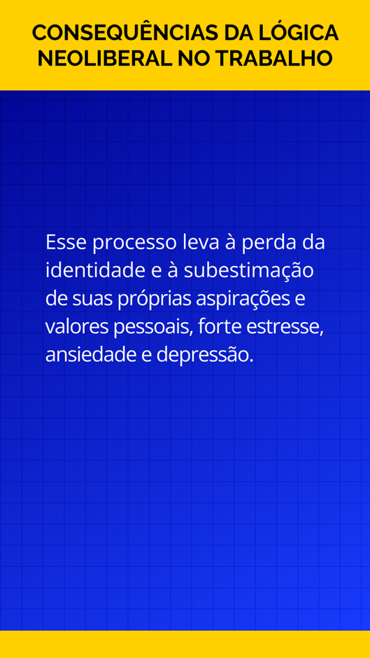 CONSEQUÊNCIAS DA LÓGICA
NEOLIBERAL NO TRABALHO
Esse processo leva à perda da
identidade e à subestimação
de suas próprias aspirações e
valores pessoais, forte estresse,
ansiedade e depressão.